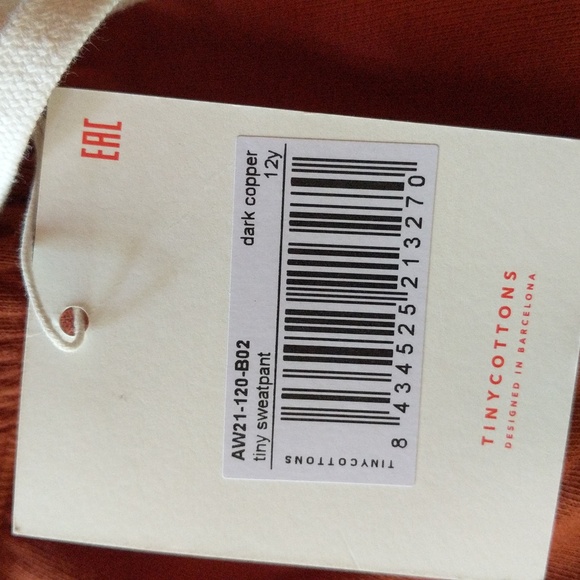 EAC
AW21-120-B02 dark copper
tiny sweatpant 12y
8 434525 213270
TINYCOTTONS
TINYCOTTONS
DESIGNED IN BARCELONA